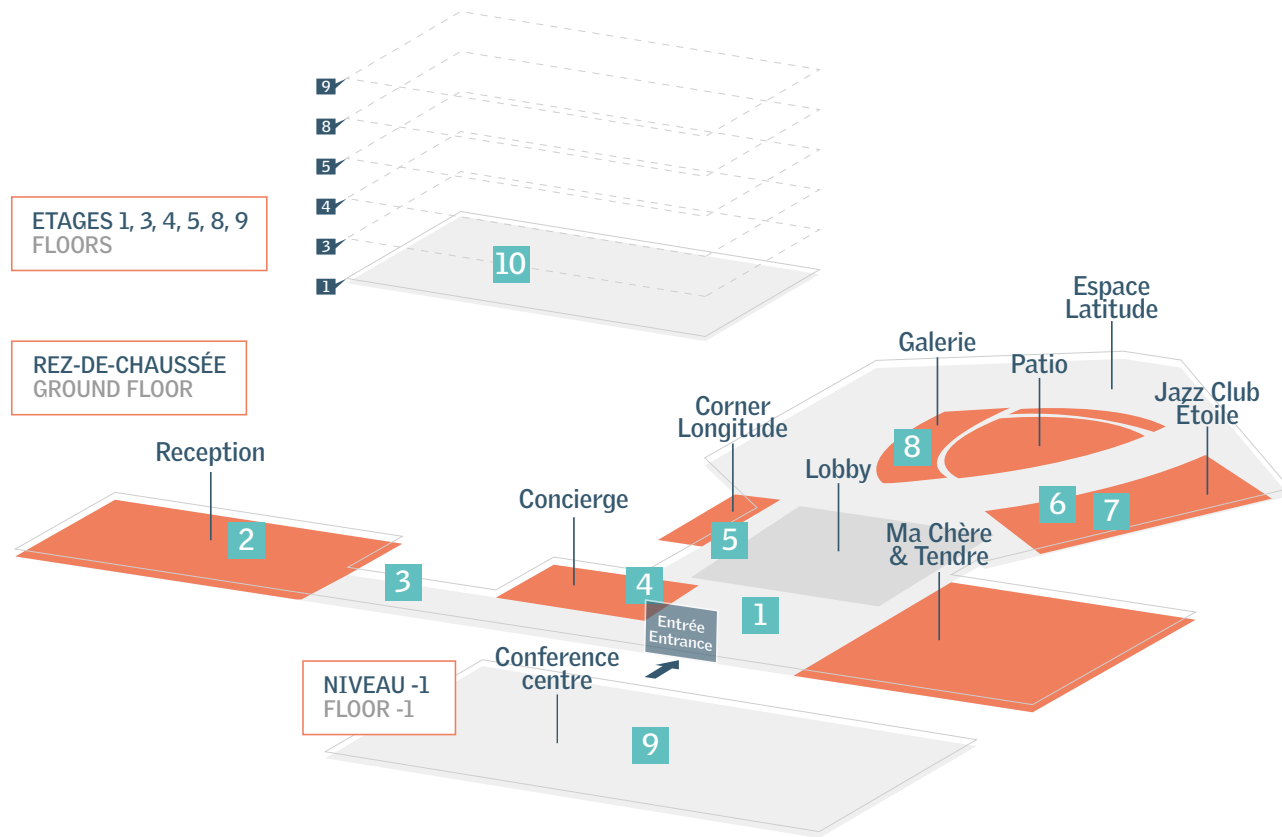 9
8
5
4
3
1
ETAGES 1, 3, 4, 5, 8, 9
FLOORS
10
REZ-DE-CHAUSSÉE
GROUND FLOOR
Espace
Latitude
Galerie
Patio
Jazz Club
Étoile
Corner
Longitude
Reception
Lobby
8
Concierge
6
7
2
5
Ma Chère
& Tendre
3
4
1
Entrée
Entrance
Conference
centre
NIVEAU -1
FLOOR -1
9